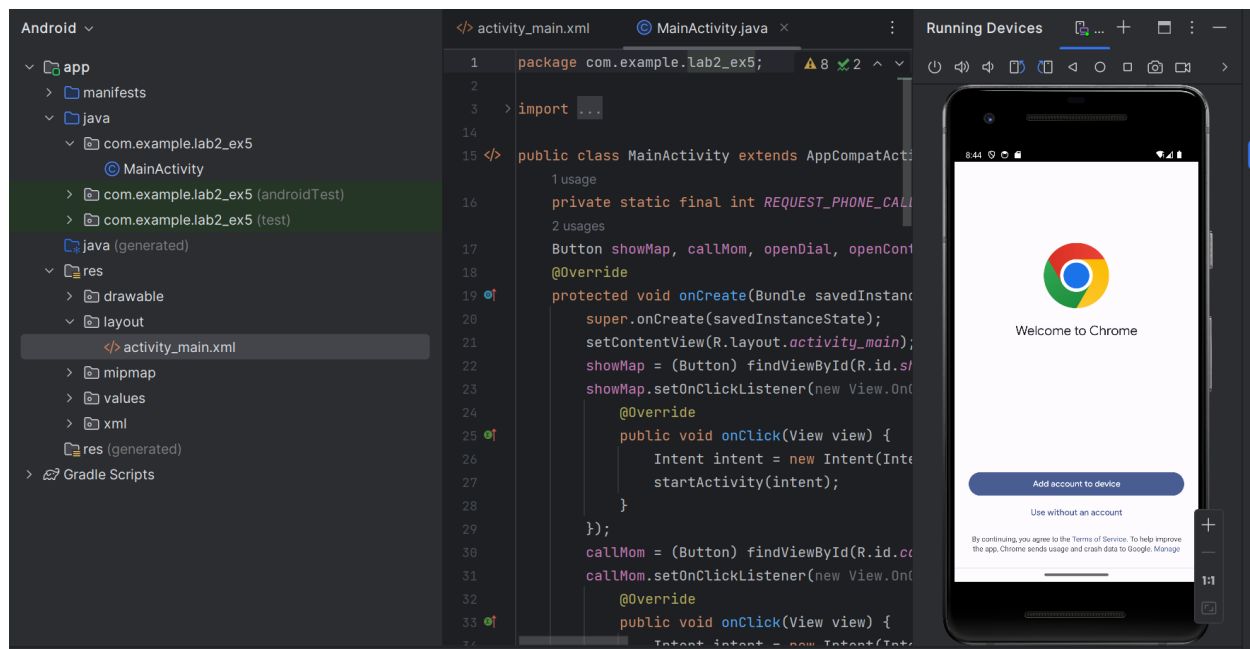 Android
app
manifests
java
com.example.lab2_ex5
MainActivity
com.example.lab2_ex5 (androidTest)
com.example.lab2_ex5 (test)
java (generated)
res
drawable
layout
activity_main.xml
mipmap
values
xml
res (generated)
Gradle Scripts
</> activity_main.xml
MainActivity.java
8 2
1 package com.example.lab2_ex5;
2
3 import ...
14
15 </> public class MainActivity extends AppCompatActi
1 usage
16 private static final int REQUEST_PHONE_CALL
2 usages
17 Button showMap, callMom, openDial, openCont
18 @Override
19 protected void onCreate(Bundle savedInstanc
20 super.onCreate(savedInstanceState);
21 setContentView(R.layout.activity_main);
22 showMap = (Button) findViewById(R.id.sh
23 showMap.setOnClickListener(new View.OnC
24 @Override
25 public void onClick(View view) {
26 Intent intent = new Intent(Inte
27 startActivity(intent);
28 }
29 });
30 callMom = (Button) findViewById(R.id.ca
31 callMom.setOnClickListener(new View.OnC
32 @Override
33 public void onClick(View view) {
Intent intent = new Intent(Inte
Running Devices
...
8:44
Welcome to Chrome
Add account to device
Use without an account
By continuing, you agree to the Terms of Service. To help improve
the app, Chrome sends usage and crash data to Google. Manage
1:1